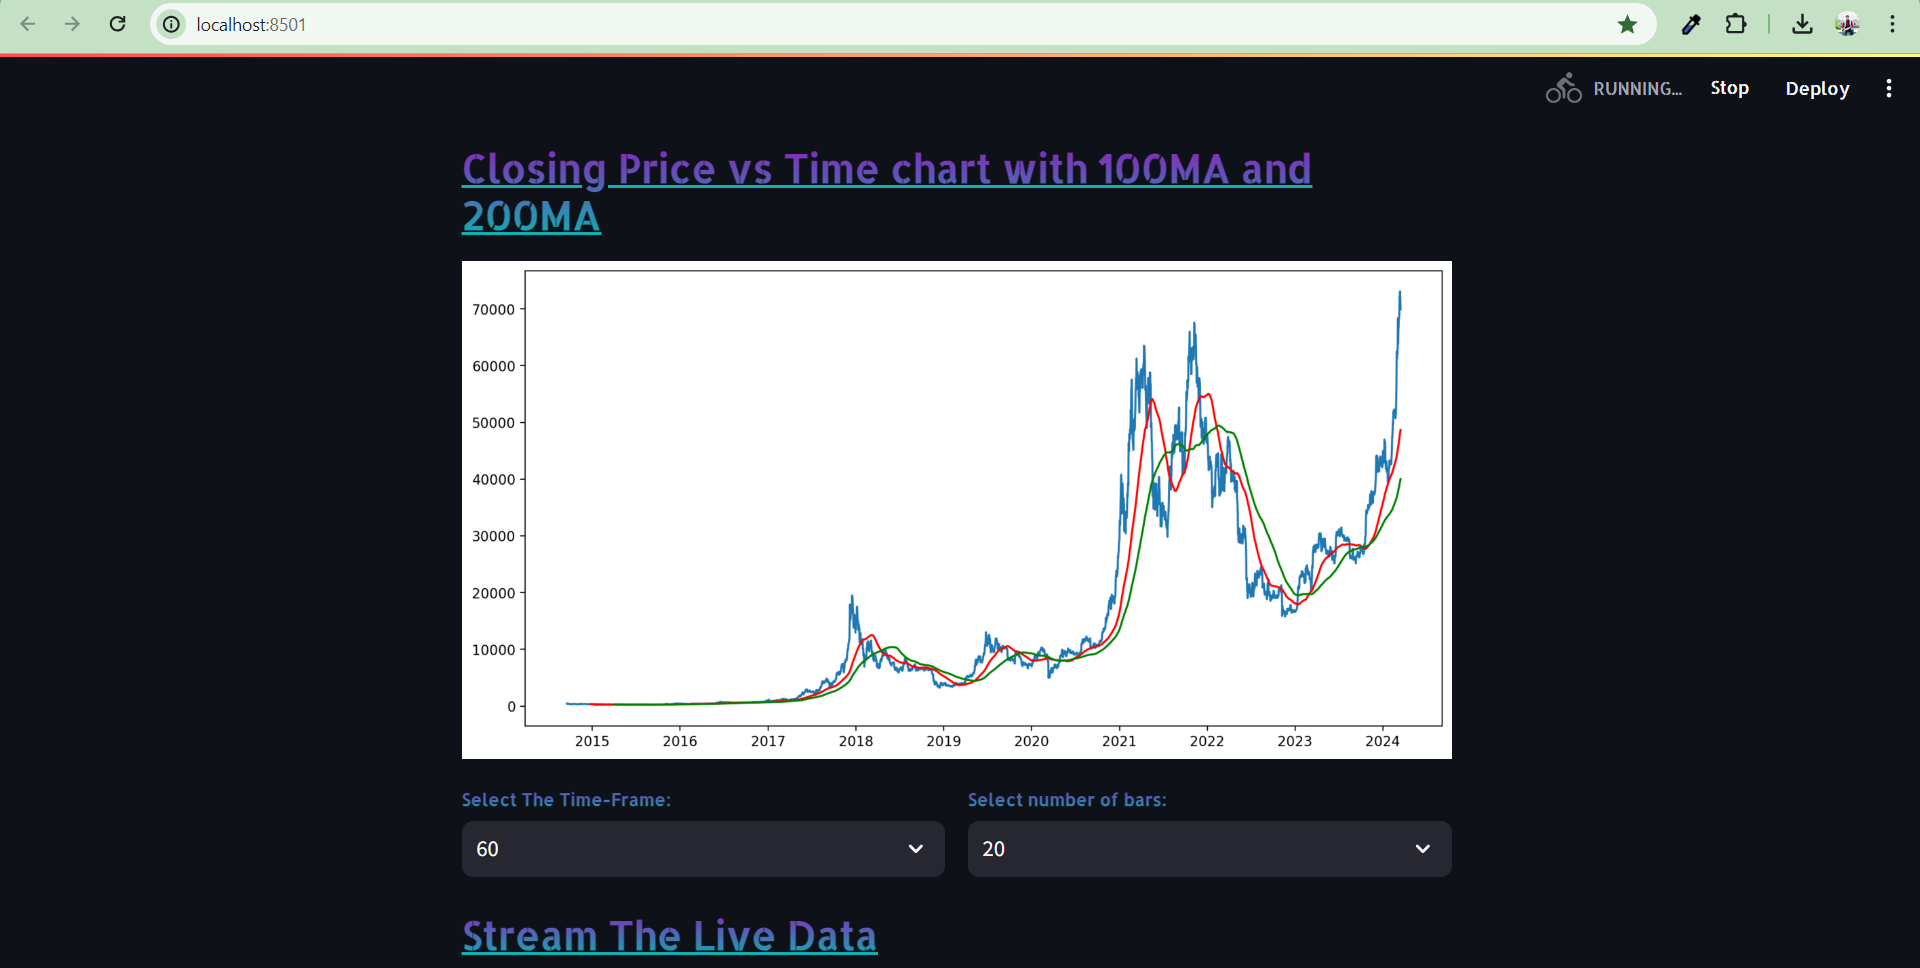 localhost:8501
RUNNING...
Stop
Deploy
Closing Price vs Time chart with 100MA and
200MA
70000
60000
50000
40000
30000
20000
10000
0
2015 2016 2017 2018 2019 2020 2021 2022 2023 2024
Select The Time-Frame:
60
Select number of bars:
20
Stream The Live Data